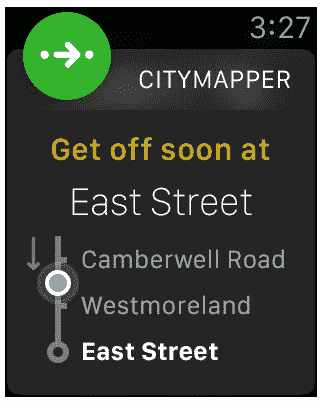 3:27
CITYMAPPER
Get off soon at
East Street
Camberwell Road
Westmoreland
East Street